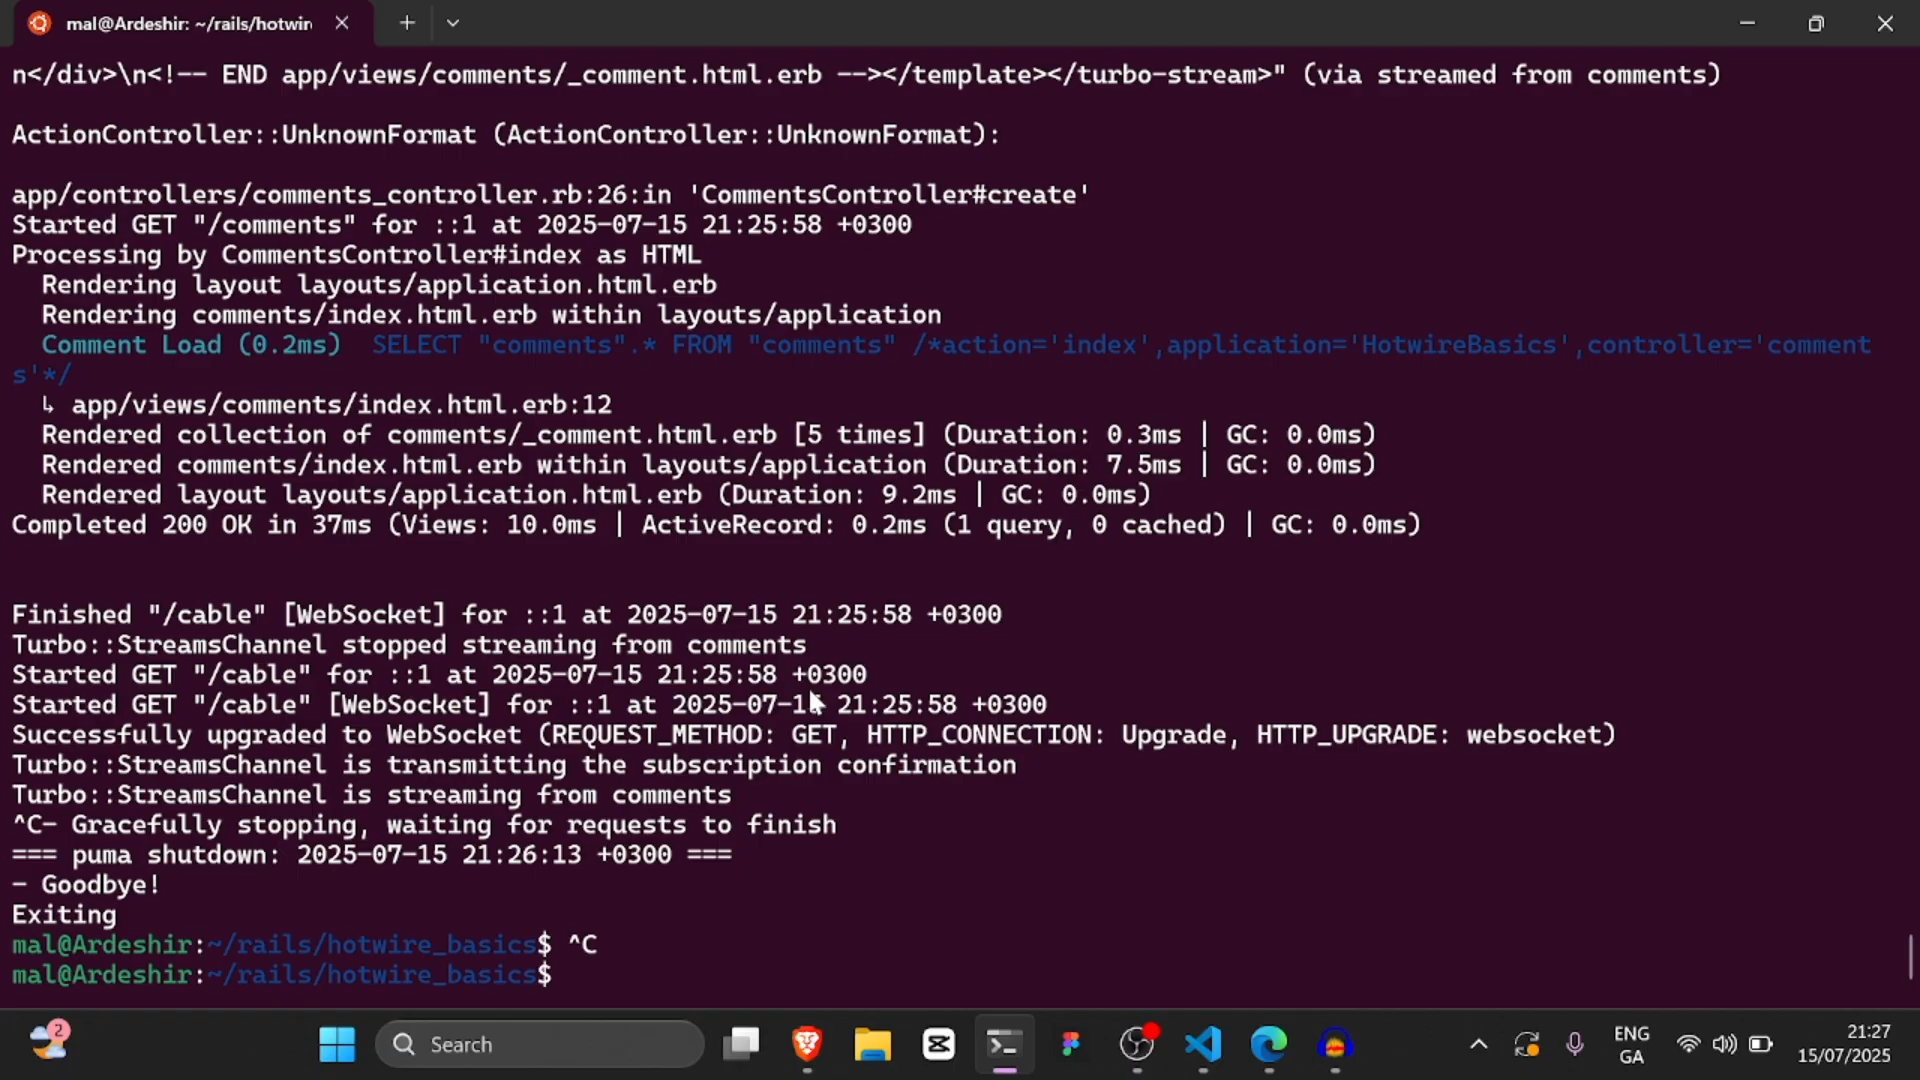 mal@Ardeshir: ~/rails/hotwir
n</div>\n<!-- END app/views/comments/_comment.html.erb --></template></turbo-stream>" (via streamed from comments)
ActionController::UnknownFormat (ActionController::UnknownFormat):
app/controllers/comments_controller.rb:26:in 'CommentsController#create'
Started GET "/comments" for ::1 at 2025-07-15 21:25:58 +0300
Processing by CommentsController#index as HTML
  Rendering layout layouts/application.html.erb
  Rendering comments/index.html.erb within layouts/application
  Comment Load (0.2ms)  SELECT "comments".* FROM "comments" /*action='index',application='HotwireBasics',controller='comment
s'*/
  ↳ app/views/comments/index.html.erb:12
  Rendered collection of comments/_comment.html.erb [5 times] (Duration: 0.3ms | GC: 0.0ms)
  Rendered comments/index.html.erb within layouts/application (Duration: 7.5ms | GC: 0.0ms)
  Rendered layout layouts/application.html.erb (Duration: 9.2ms | GC: 0.0ms)
Completed 200 OK in 37ms (Views: 10.0ms | ActiveRecord: 0.2ms (1 query, 0 cached) | GC: 0.0ms)
Finished "/cable" [WebSocket] for ::1 at 2025-07-15 21:25:58 +0300
Turbo::StreamsChannel stopped streaming from comments
Started GET "/cable" for ::1 at 2025-07-15 21:25:58 +0300
Started GET "/cable" [WebSocket] for ::1 at 2025-07-15 21:25:58 +0300
Successfully upgraded to WebSocket (REQUEST_METHOD: GET, HTTP_CONNECTION: Upgrade, HTTP_UPGRADE: websocket)
Turbo::StreamsChannel is transmitting the subscription confirmation
Turbo::StreamsChannel is streaming from comments
^C- Gracefully stopping, waiting for requests to finish
=== puma shutdown: 2025-07-15 21:26:13 +0300 ===
- Goodbye!
Exiting
mal@Ardeshir:~/rails/hotwire_basics$ ^C
mal@Ardeshir:~/rails/hotwire_basics$
2
Search
ENG
GA
21:27
15/07/2025